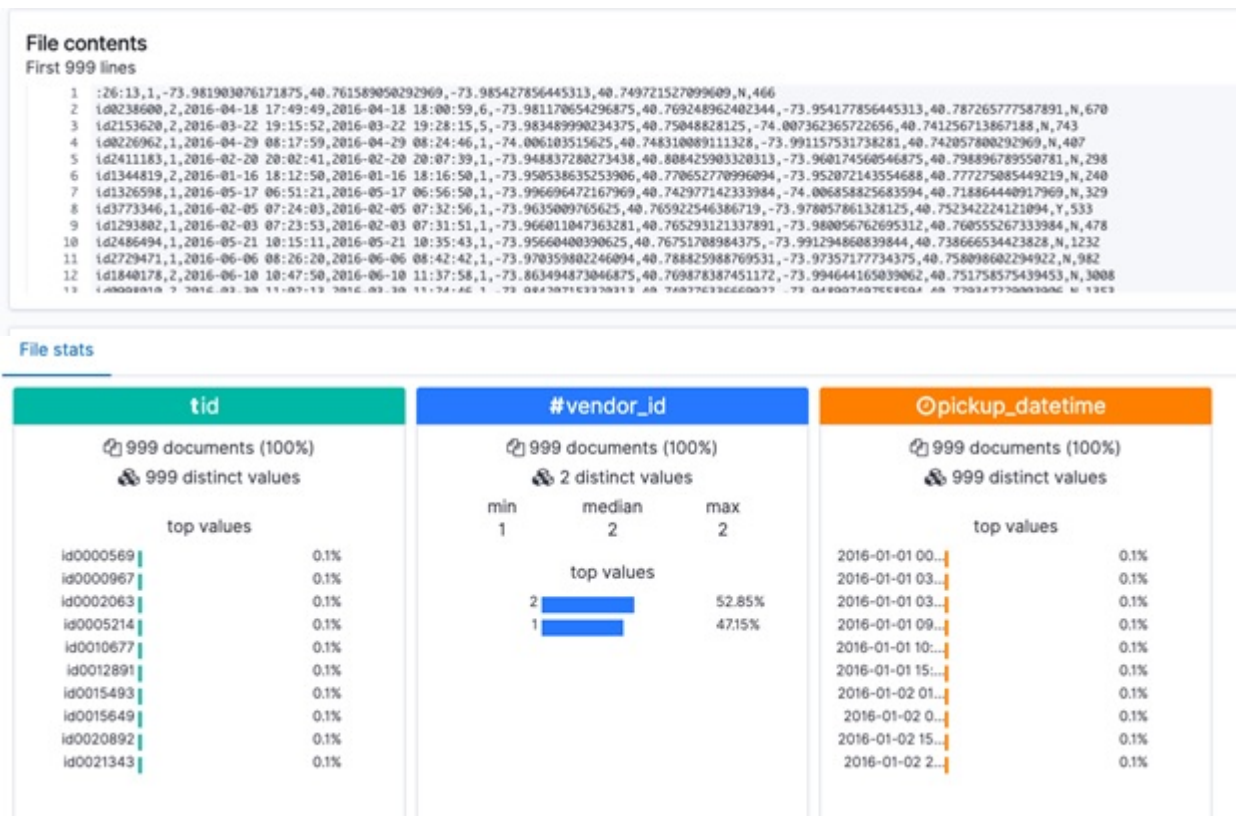 File contents
First 999 lines
1 :26:13,1,-73.981903076171875,40.761589050292969,-73.985427856445313,40.749721527099609,N,466
2 id0238600,2,2016-04-18 17:49:49,2016-04-18 18:00:59,6,-73.981170654296875,40.769248962402344,-73.954177856445313,40.787265777587891,N,670
3 id2153620,2,2016-03-22 19:15:52,2016-03-22 19:28:15,5,-73.983489990234375,40.75048828125,-74.007362365722656,40.741256713867188,N,743
4 id0226962,1,2016-04-29 08:17:59,2016-04-29 08:24:46,1,-74.006103515625,40.748310089111328,-73.991157531738281,40.742057800292969,N,407
5 id2411183,1,2016-02-20 20:02:41,2016-02-20 20:07:39,1,-73.948837280273438,40.808425903320313,-73.960174560546875,40.798896789550781,N,298
6 id1344819,2,2016-01-16 18:12:50,2016-01-16 18:16:50,1,-73.950538635253906,40.770652770996094,-73.952072143554688,40.777275085449219,N,240
7 id1326598,1,2016-05-17 06:51:21,2016-05-17 06:56:50,1,-73.996696472167969,40.742977142333984,-74.006858825683594,40.718864440917969,N,329
8 id3773346,1,2016-02-05 07:24:03,2016-02-05 07:32:56,1,-73.9635009765625,40.765922546386719,-73.978057861328125,40.752342224121094,Y,533
9 id1293802,1,2016-02-03 07:23:53,2016-02-03 07:31:51,1,-73.966011047363281,40.765293121337891,-73.980056762695312,40.760555267333984,N,478
10 id2486494,1,2016-05-21 10:15:11,2016-05-21 10:35:43,1,-73.95660400390625,40.76751708984375,-73.991294860839844,40.738666534423828,N,1232
11 id2729471,1,2016-06-06 08:26:20,2016-06-06 08:42:42,1,-73.970359802246094,40.788825988769531,-73.97357177734375,40.758098602294922,N,982
12 id1840178,2,2016-06-10 10:47:50,2016-06-10 11:37:58,1,-73.863494873046875,40.769878387451172,-73.994644165039062,40.751758575439453,N,3008
13
File stats
tid #vendor_id pickup_datetime
999 documents (100%) 999 documents (100%) 999 documents (100%)
999 distinct values 2 distinct values 999 distinct values
min median max
1 2 2
top values top values top values
id0000569 0.1% 2 52.85% 2016-01-01 00... 0.1%
id0000967 0.1% 1 47.15% 2016-01-01 03... 0.1%
id0002063 0.1% 2016-01-01 03... 0.1%
id0005214 0.1% 2016-01-01 09... 0.1%
id0010677 0.1% 2016-01-01 10:... 0.1%
id0012891 0.1% 2016-01-01 15:... 0.1%
id0015493 0.1% 2016-01-02 01... 0.1%
id0015649 0.1% 2016-01-02 0... 0.1%
id0020892 0.1% 2016-01-02 15... 0.1%
id0021343 0.1% 2016-01-02 2... 0.1%